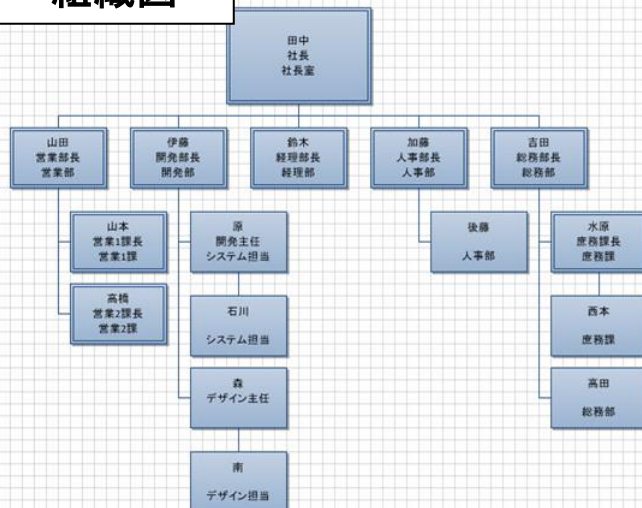 組織図
田中
社長
社長室
山田
営業部長
営業部
伊藤
開発部長
開発部
鈴木
経理部長
経理部
加藤
人事部長
人事部
吉田
総務部長
総務部
山本
営業1課長
営業1課
原
開発主任
システム担当
後藤
人事部
水原
庶務課長
庶務課
高橋
営業2課長
営業2課
石川
システム担当
西本
庶務課
森
デザイン主任
高田
総務部
南
デザイン担当